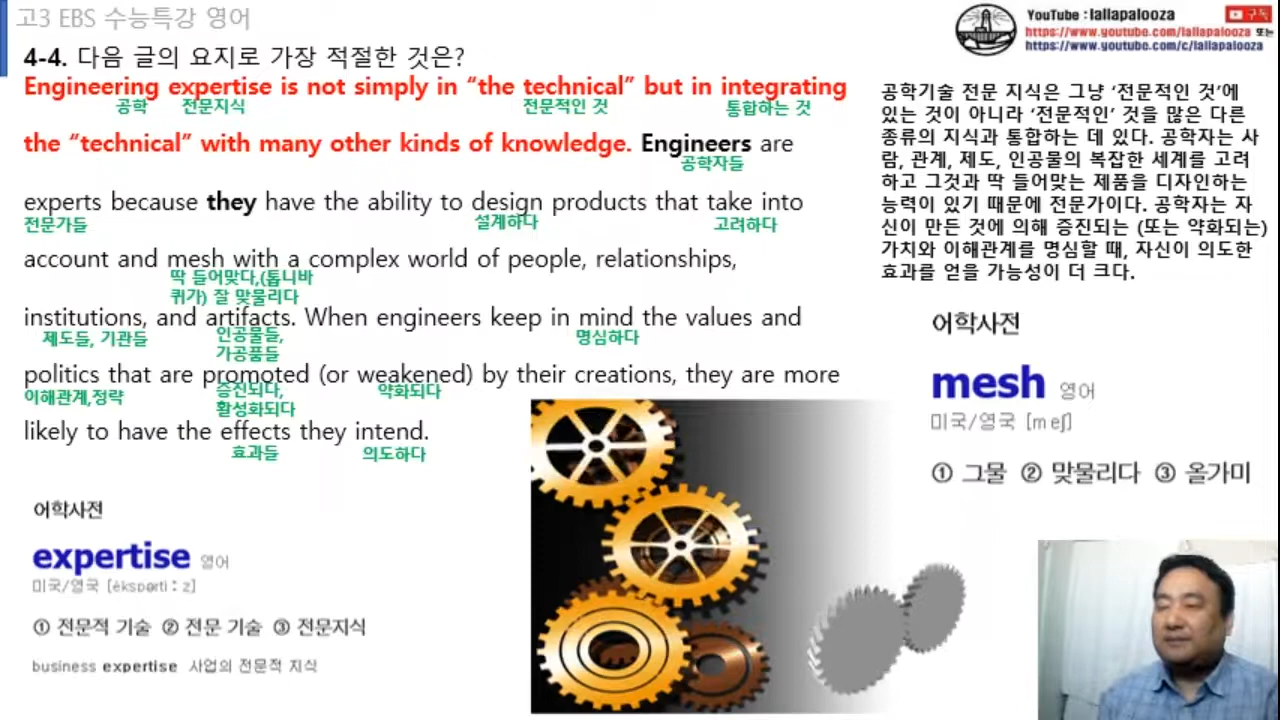 고3 EBS 수능특강 영어
YouTube : lallapalooza
구독
https://www.youtube.com/lallapalooza 또는
https://www.youtube.com/c/lallapalooza
4-4. 다음 글의 요지로 가장 적절한 것은?
Engineering expertise is not simply in “the technical” but in integrating
공학 전문지식 전문적인 것 통합하는 것
the “technical” with many other kinds of knowledge. Engineers are
공학자들
experts because they have the ability to design products that take into
전문가들 설계하다 고려하다
account and mesh with a complex world of people, relationships,
딱 들어맞다,(톱니바
퀴가) 잘 맞물리다
institutions, and artifacts. When engineers keep in mind the values and
제도들, 기관들 인공물들, 명심하다
가공품들
politics that are promoted (or weakened) by their creations, they are more
이해관계,정략 증진되다, 약화되다
활성화되다
likely to have the effects they intend.
효과들 의도하다
공학기술 전문 지식은 그냥 ‘전문적인 것’에
있는 것이 아니라 ‘전문적인’ 것을 많은 다른
종류의 지식과 통합하는 데 있다. 공학자는 사
람, 관계, 제도, 인공물의 복잡한 세계를 고려
하고 그것과 딱 들어맞는 제품을 디자인하는
능력이 있기 때문에 전문가이다. 공학자는 자
신이 만든 것에 의해 증진되는 (또는 약화되는)
가치와 이해관계를 명심할 때, 자신이 의도한
효과를 얻을 가능성이 더 크다.
어학사전
mesh 영어
미국/영국 [meʃ]
① 그물 ② 맞물리다 ③ 올가미
어학사전
expertise 영어
미국/영국 [èkspərtíːz]
① 전문적 기술 ② 전문 기술 ③ 전문지식
business expertise 사업의 전문적 지식